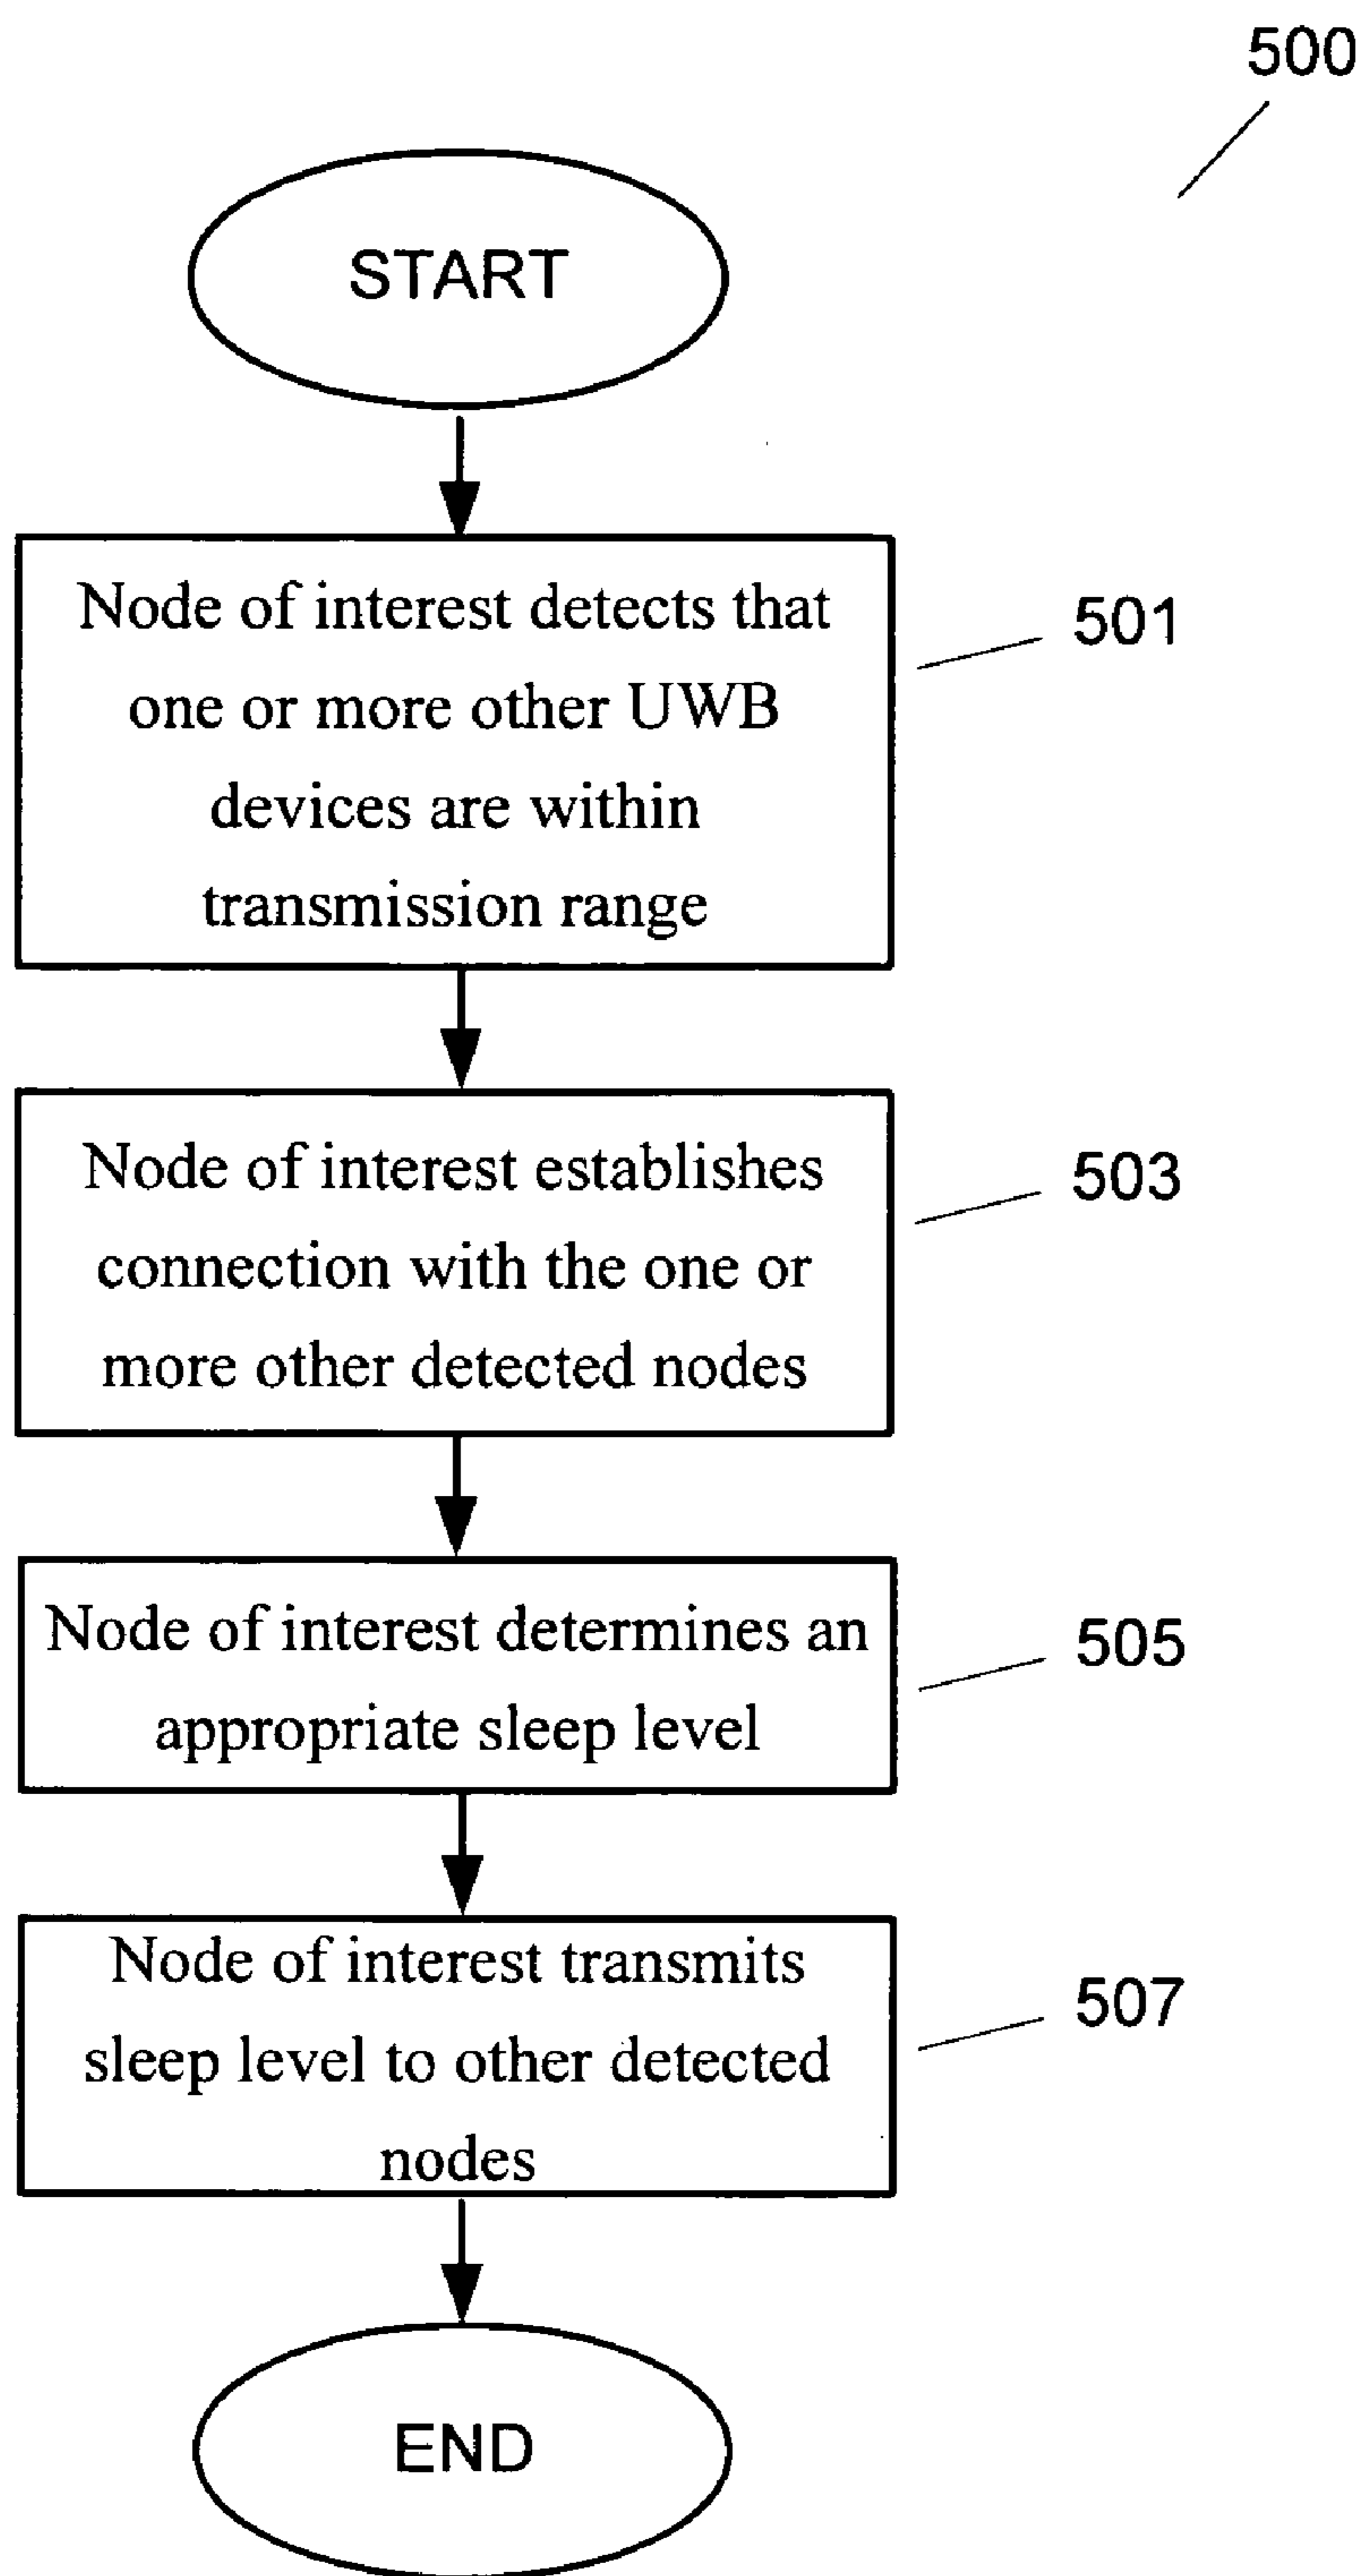 500
START
Node of interest detects that
one or more other UWB
devices are within
transmission range
501
Node of interest establishes
connection with the one or
more other detected nodes
503
Node of interest determines an
appropriate sleep level
505
Node of interest transmits
sleep level to other detected
nodes
507
END